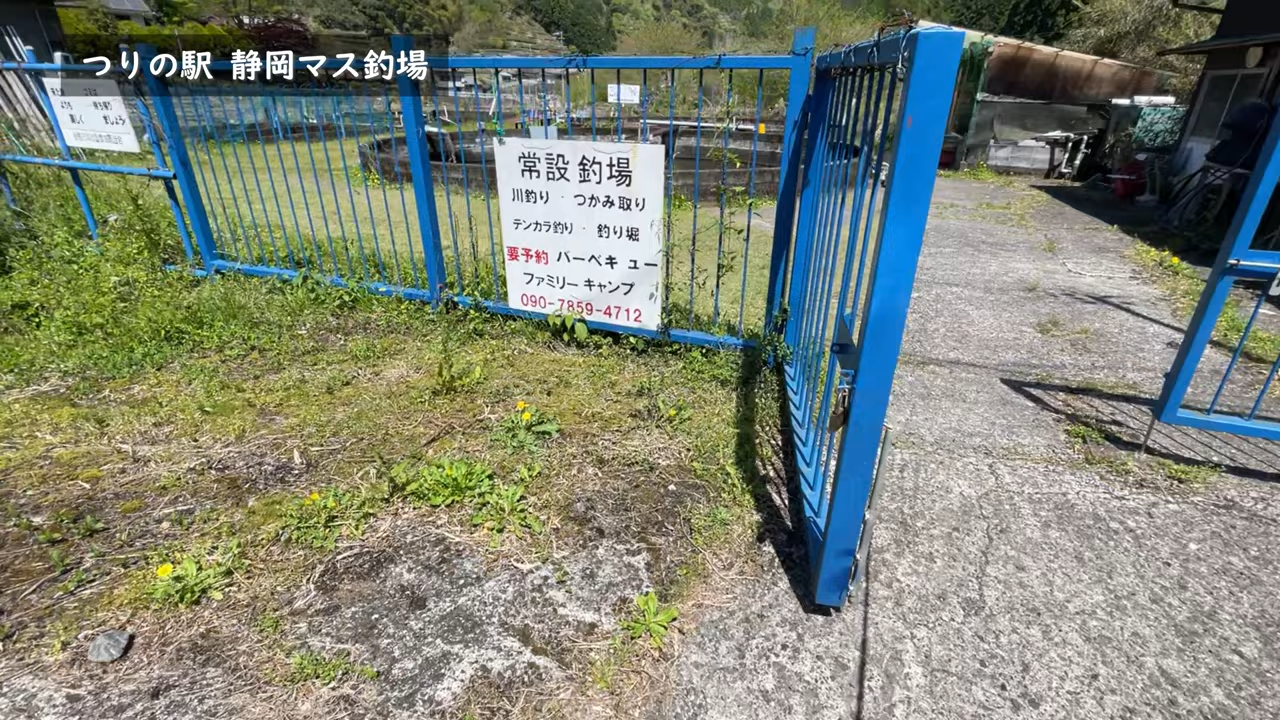 つりの駅 静岡マス釣場
常設釣場
川釣り・つかみ取り
テンカラ釣り・釣り堀
要予約 バーベキュー
ファミリーキャンプ
090-7859-4712